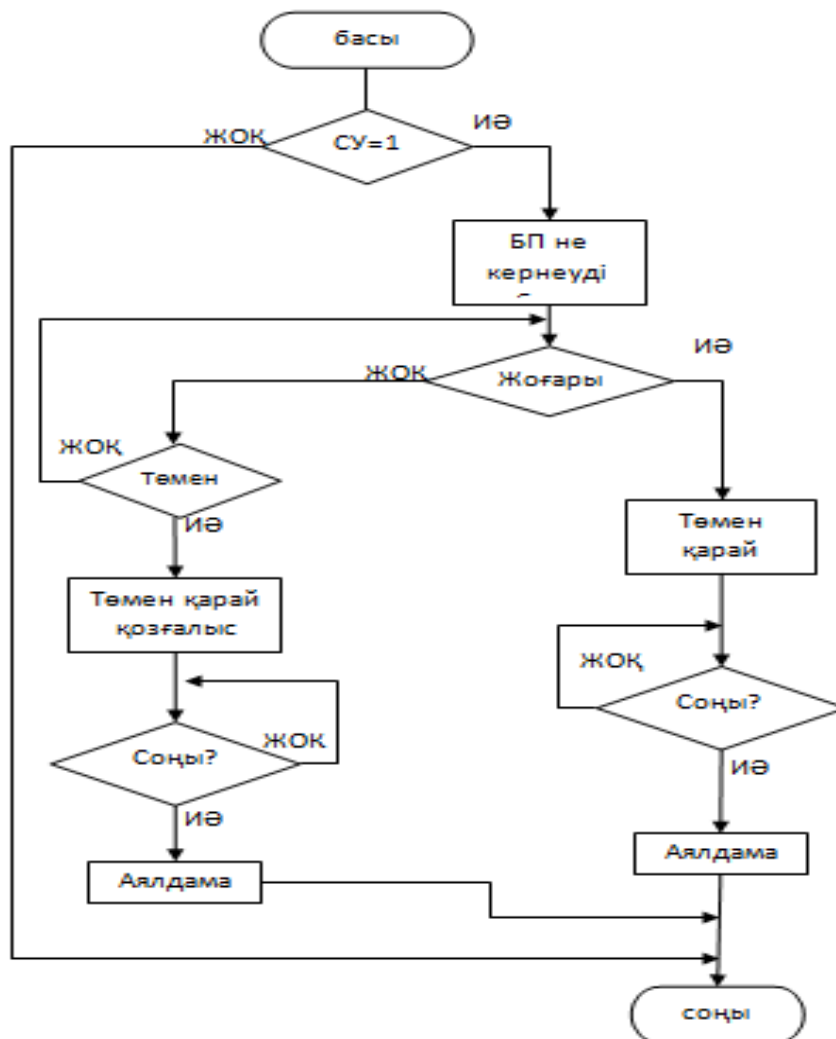 басы
ЖОҚ
СУ=1
ИӘ
БП не
кернеуді
ЖОҚ
Жоғары
ИӘ
ЖОҚ
Төмен
ИӘ
Төмен
қарай
Төмен қарай
қозғалыс
ЖОҚ
Соңы?
ИӘ
ЖОҚ
Соңы?
ИӘ
Аялдама
Аялдама
соңы